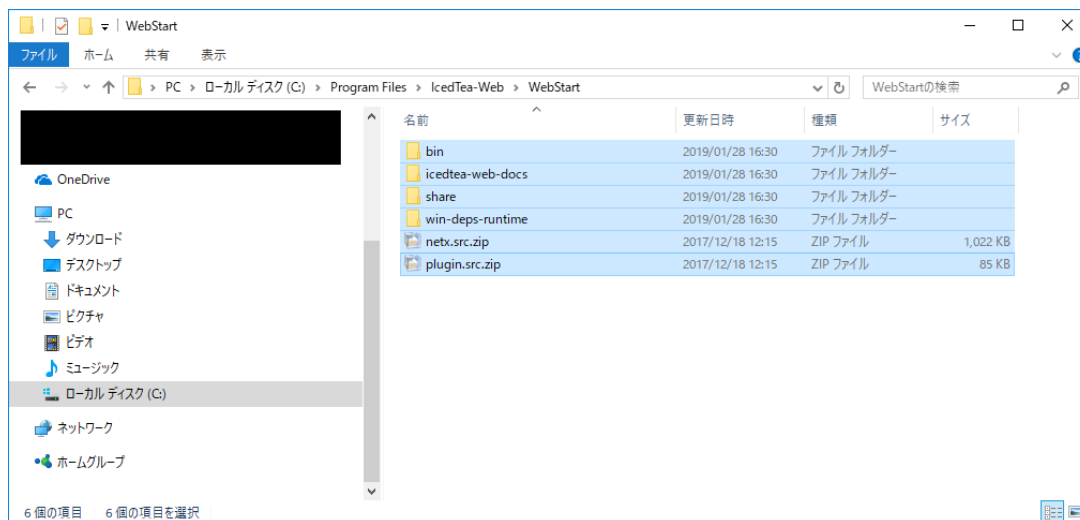 WebStart
ファイル ホーム 共有 表示
PC ローカル ディスク (C:) Program Files IcedTea-Web WebStart WebStartの検索
名前 更新日時 種類 サイズ
bin 2019/01/28 16:30 ファイル フォルダー
icedtea-web-docs 2019/01/28 16:30 ファイル フォルダー
share 2019/01/28 16:30 ファイル フォルダー
win-deps-runtime 2019/01/28 16:30 ファイル フォルダー
netx.src.zip 2017/12/18 12:15 ZIP ファイル 1,022 KB
plugin.src.zip 2017/12/18 12:15 ZIP ファイル 85 KB
OneDrive
PC
ダウンロード
デスクトップ
ドキュメント
ピクチャ
ビデオ
ミュージック
ローカル ディスク (C:)
ネットワーク
ホームグループ
6 個の項目 6 個の項目を選択